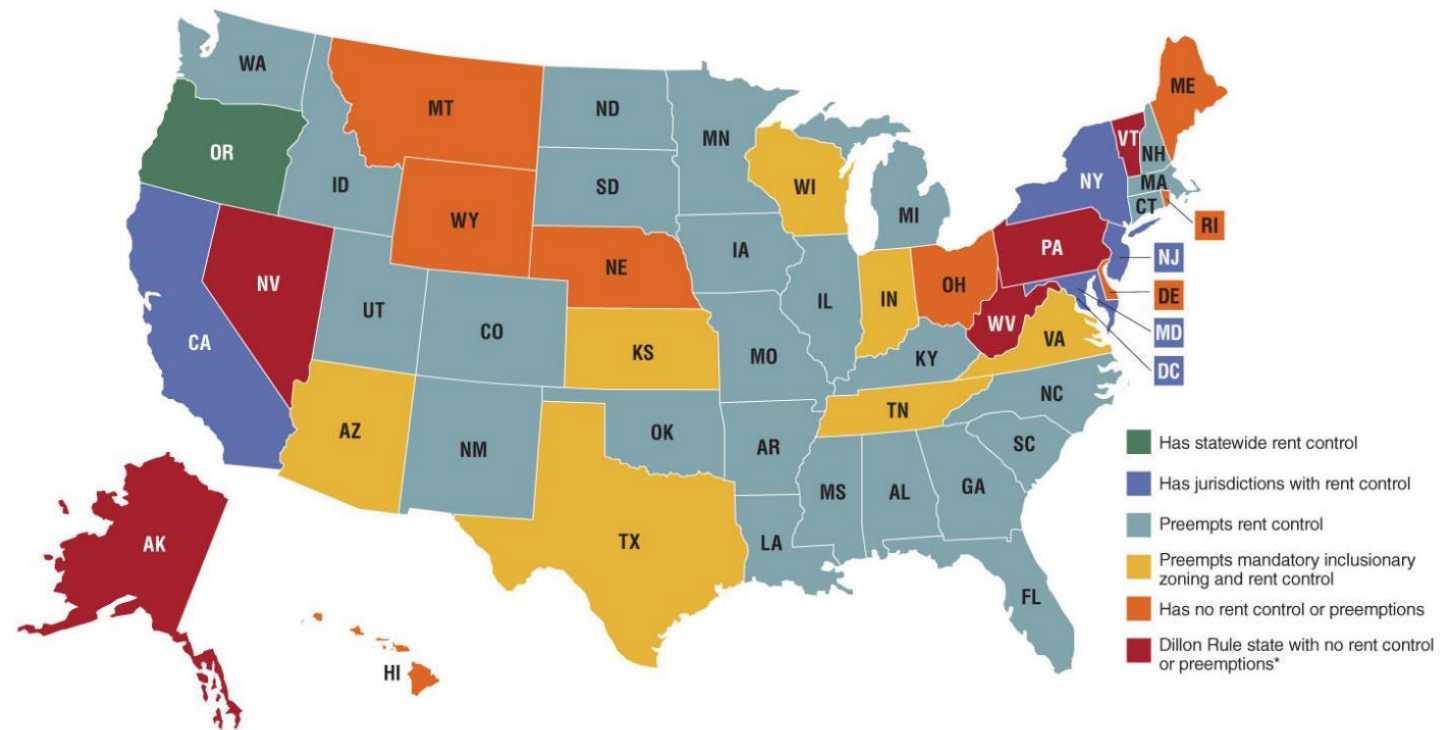 WA
MT
ND
MN
ME
VT
NH
OR
ID
SD
WI
NY
MA
MI
CT
RI
WY
IA
PA
NJ
NE
NV
OH
DE
IL
IN
UT
CO
WV
MD
CA
VA
KS
MO
KY
DC
NC
TN
AZ
NM
OK
AR
SC
MS
AL
GA
TX
LA
AK
FL
HI
Has statewide rent control
Has jurisdictions with rent control
Preempts rent control
Preempts mandatory inclusionary
zoning and rent control
Has no rent control or preemptions
Dillon Rule state with no rent control
or preemptions*